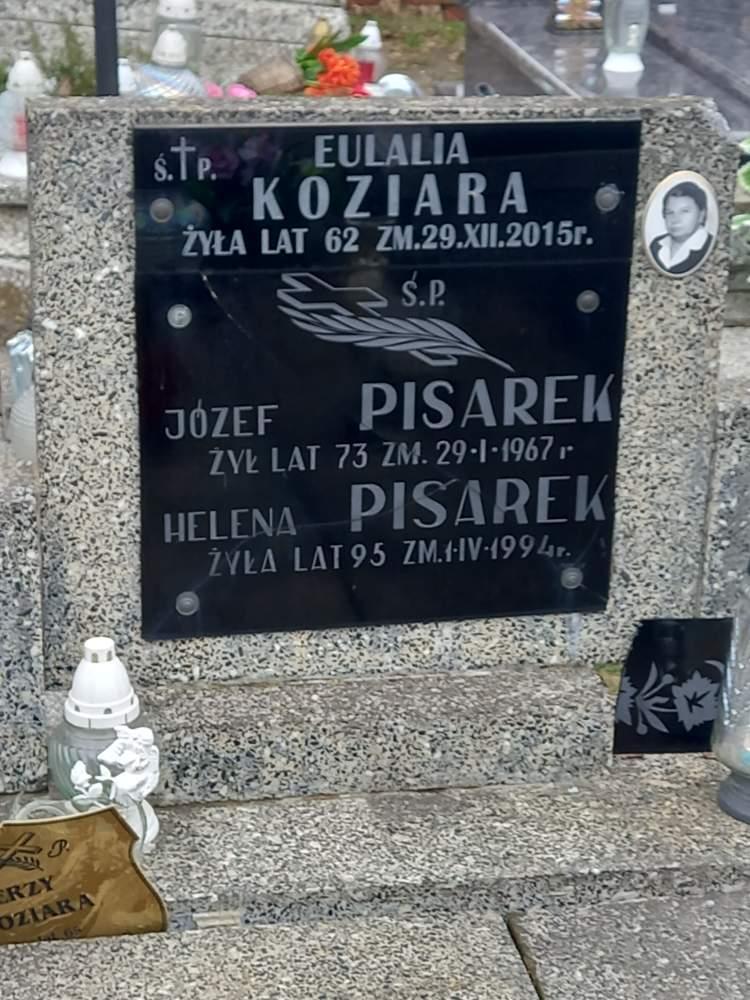 Ś.†P.
EULALIA
KOZIARA
ŻYŁA LAT 62 ZM.29.XII.2015r.
Ś.P.
JÓZEF PISAREK
ŻYŁ LAT 73 ZM. 29·I·1967 r
HELENA PISAREK
ŻYŁA LAT 95 ZM.1·IV·1994r.
K
P.
ERZY
OZIARA